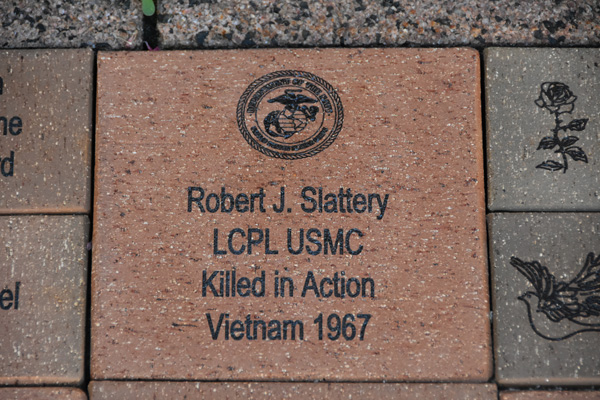 Robert J. Slattery
LCPL USMC
Killed in Action
Vietnam 1967